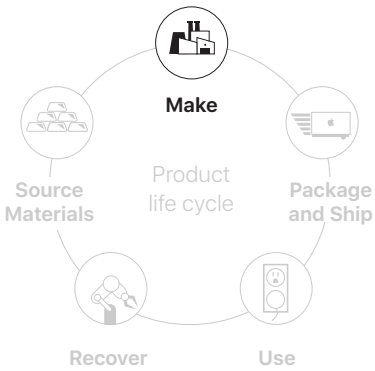 Make
Source
Materials
Product
life cycle
Package
and Ship
Recover
Use